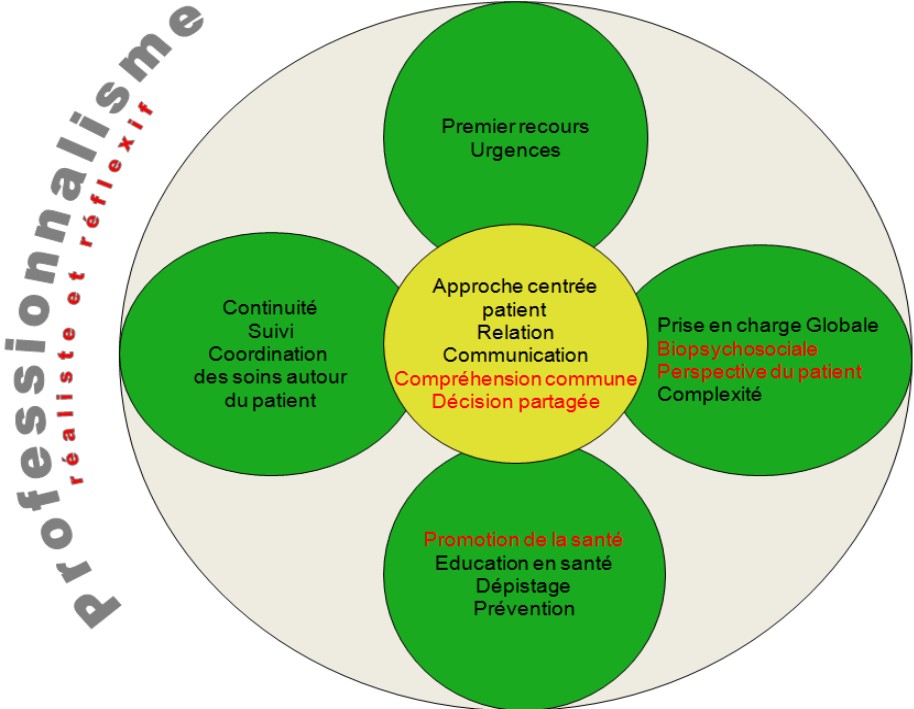 Professionnalisme
réaliste et réflexif
Premier recours
Urgences
Continuité
Suivi
Coordination
des soins autour
du patient
Approche centrée
patient
Relation
Communication
Compréhension commune
Décision partagée
Prise en charge Globale
Biopsychosociale
Perspective du patient
Complexité
Promotion de la santé
Education en santé
Dépistage
Prévention